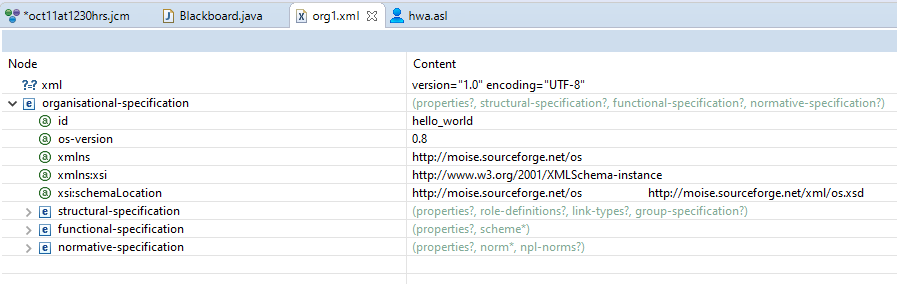 *oct11at1230hrs.jcm Blackboard.java org1.xml hwa.asl
Node Content
?=? xml version="1.0" encoding="UTF-8"
e organisational-specification (properties?, structural-specification?, functional-specification?, normative-specification?)
a id hello_world
a os-version 0.8
a xmlns http://moise.sourceforge.net/os
a xmlns:xsi http://www.w3.org/2001/XMLSchema-instance
a xsi:schemaLocation http://moise.sourceforge.net/os http://moise.sourceforge.net/xml/os.xsd
e structural-specification (properties?, role-definitions?, link-types?, group-specification?)
e functional-specification (properties?, scheme*)
e normative-specification (properties?, norm*, npl-norms?)